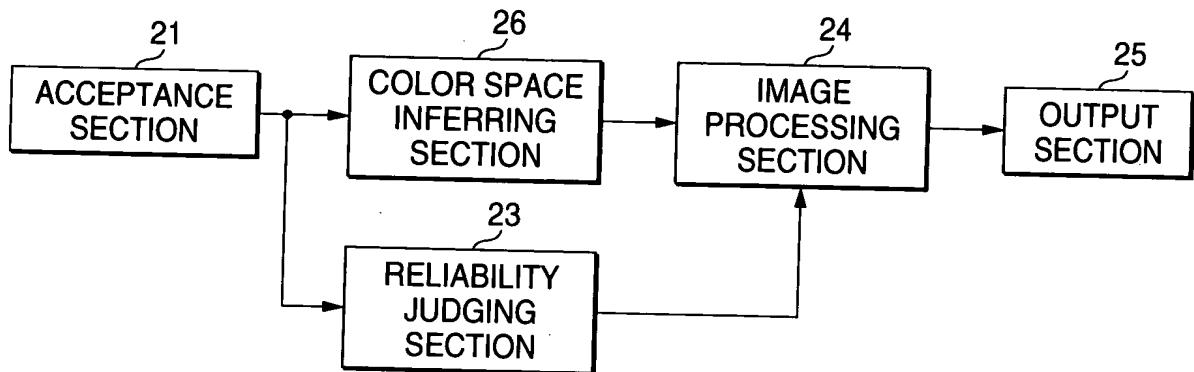 21
ACCEPTANCE
SECTION
26
COLOR SPACE
INFERRING
SECTION
24
IMAGE
PROCESSING
SECTION
25
OUTPUT
SECTION
23
RELIABILITY
JUDGING
SECTION